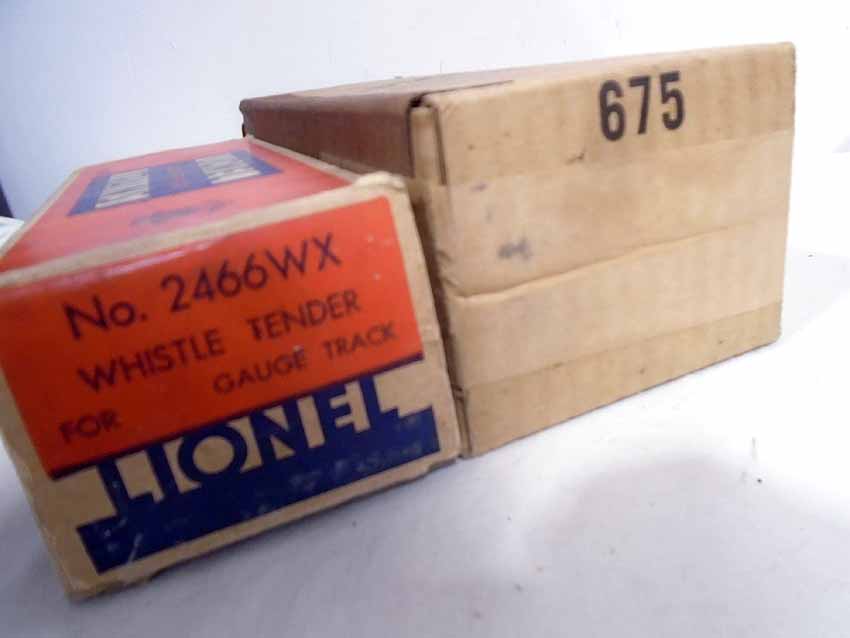 675
No. 2466WX
WHISTLE TENDER
FOR GAUGE TRACK
LIONEL